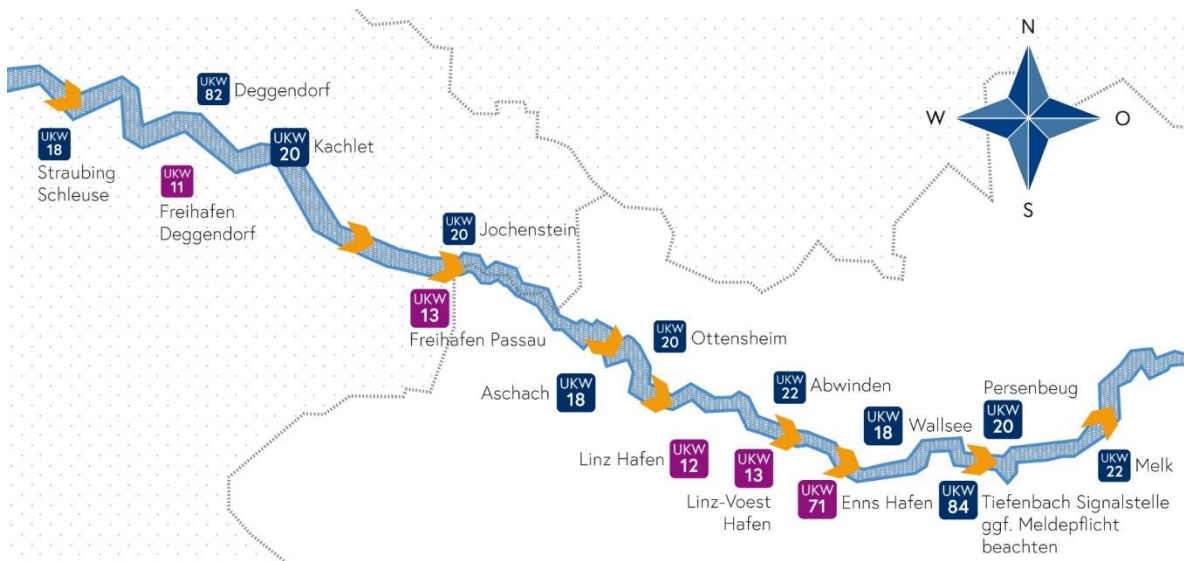 N
W
O
S
UKW
82
Deggendorf
UKW
18
Straubing
Schleuse
UKW
20
Kachlet
UKW
11
Freihafen
Deggendorf
UKW
20
Jochenstein
UKW
13
Freihafen Passau
UKW
20
Ottensheim
Aschach
UKW
18
UKW
22
Abwinden
Linz Hafen
UKW
12
UKW
13
Linz-Voest
Hafen
UKW
71
Enns Hafen
UKW
18
Wallsee
Persenbeug
UKW
20
UKW
84
Tiefenbach Signalstelle
ggf. Meldepflicht
beachten
UKW
22
Melk